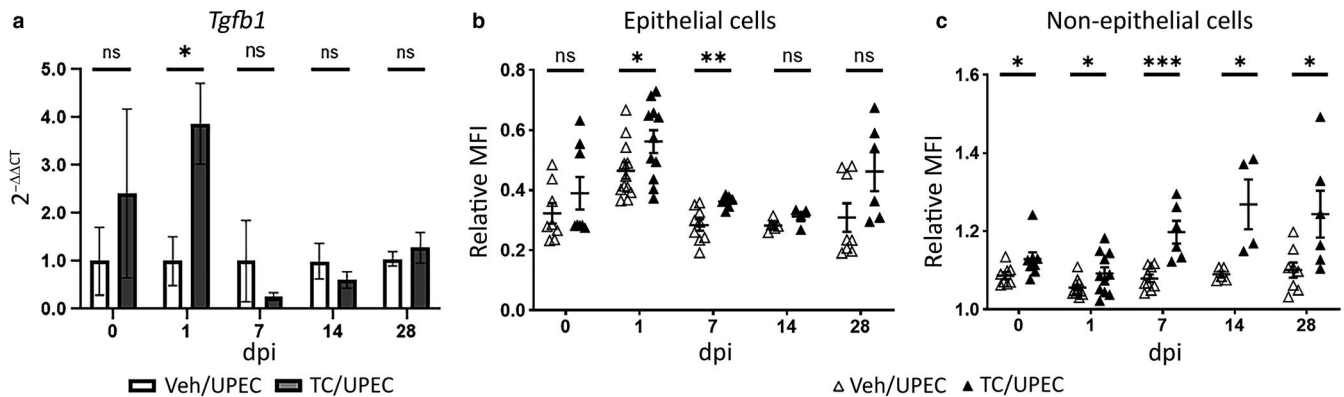 a
Tgfb1
ns * ns ns ns
2-ΔΔCT
5.0
4.0
3.0
2.0
1.0
0.0
0 1 7 14 28
dpi
Veh/UPEC TC/UPEC
b
Epithelial cells
ns * ** ns ns
Relative MFI
0.8
0.6
0.4
0.2
0.0
0 1 7 14 28
dpi
c
Non-epithelial cells
* * *** * *
Relative MFI
1.6
1.4
1.2
1.0
0 1 7 14 28
dpi
Veh/UPEC TC/UPEC